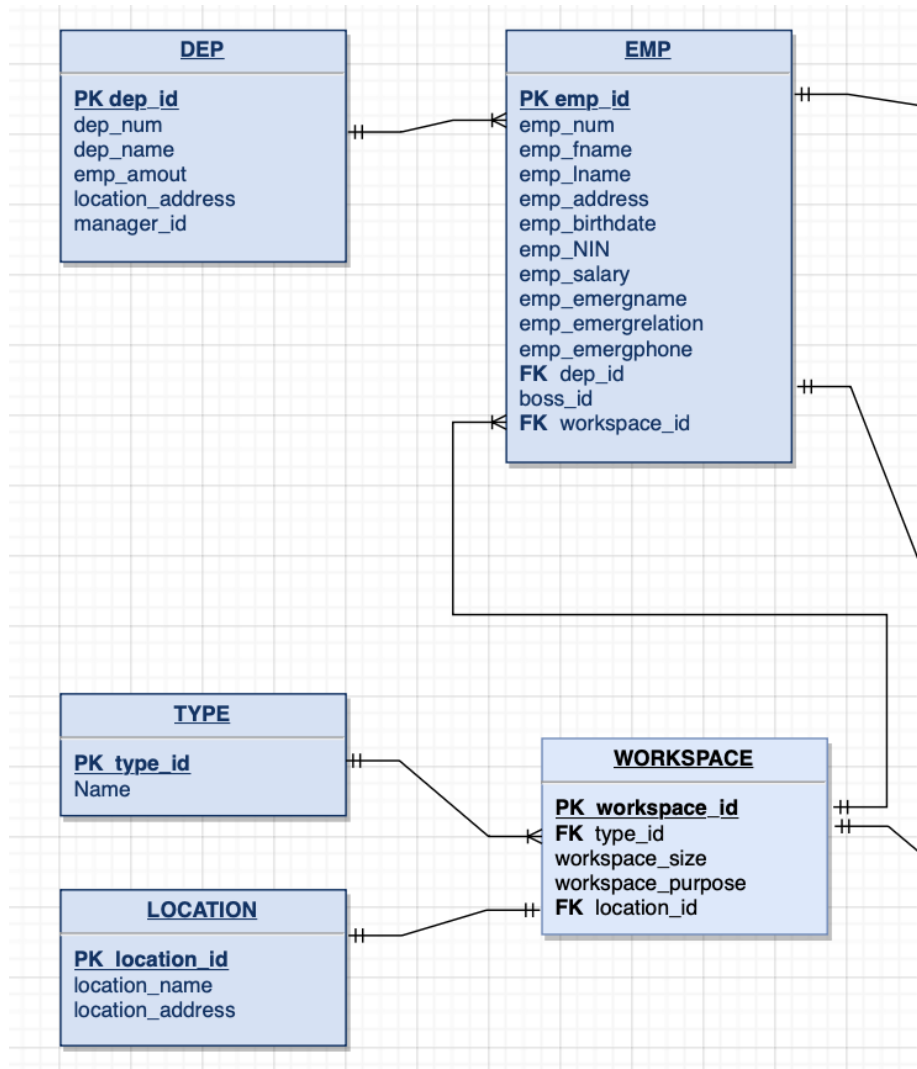 DEP
PK dep_id
dep_num
dep_name
emp_amout
location_address
manager_id
EMP
PK emp_id
emp_num
emp_fname
emp_lname
emp_address
emp_birthdate
emp_NIN
emp_salary
emp_emergname
emp_emergrelation
emp_emergphone
FK dep_id
boss_id
FK workspace_id
TYPE
PK type_id
Name
WORKSPACE
PK workspace_id
FK type_id
workspace_size
workspace_purpose
FK location_id
LOCATION
PK location_id
location_name
location_address